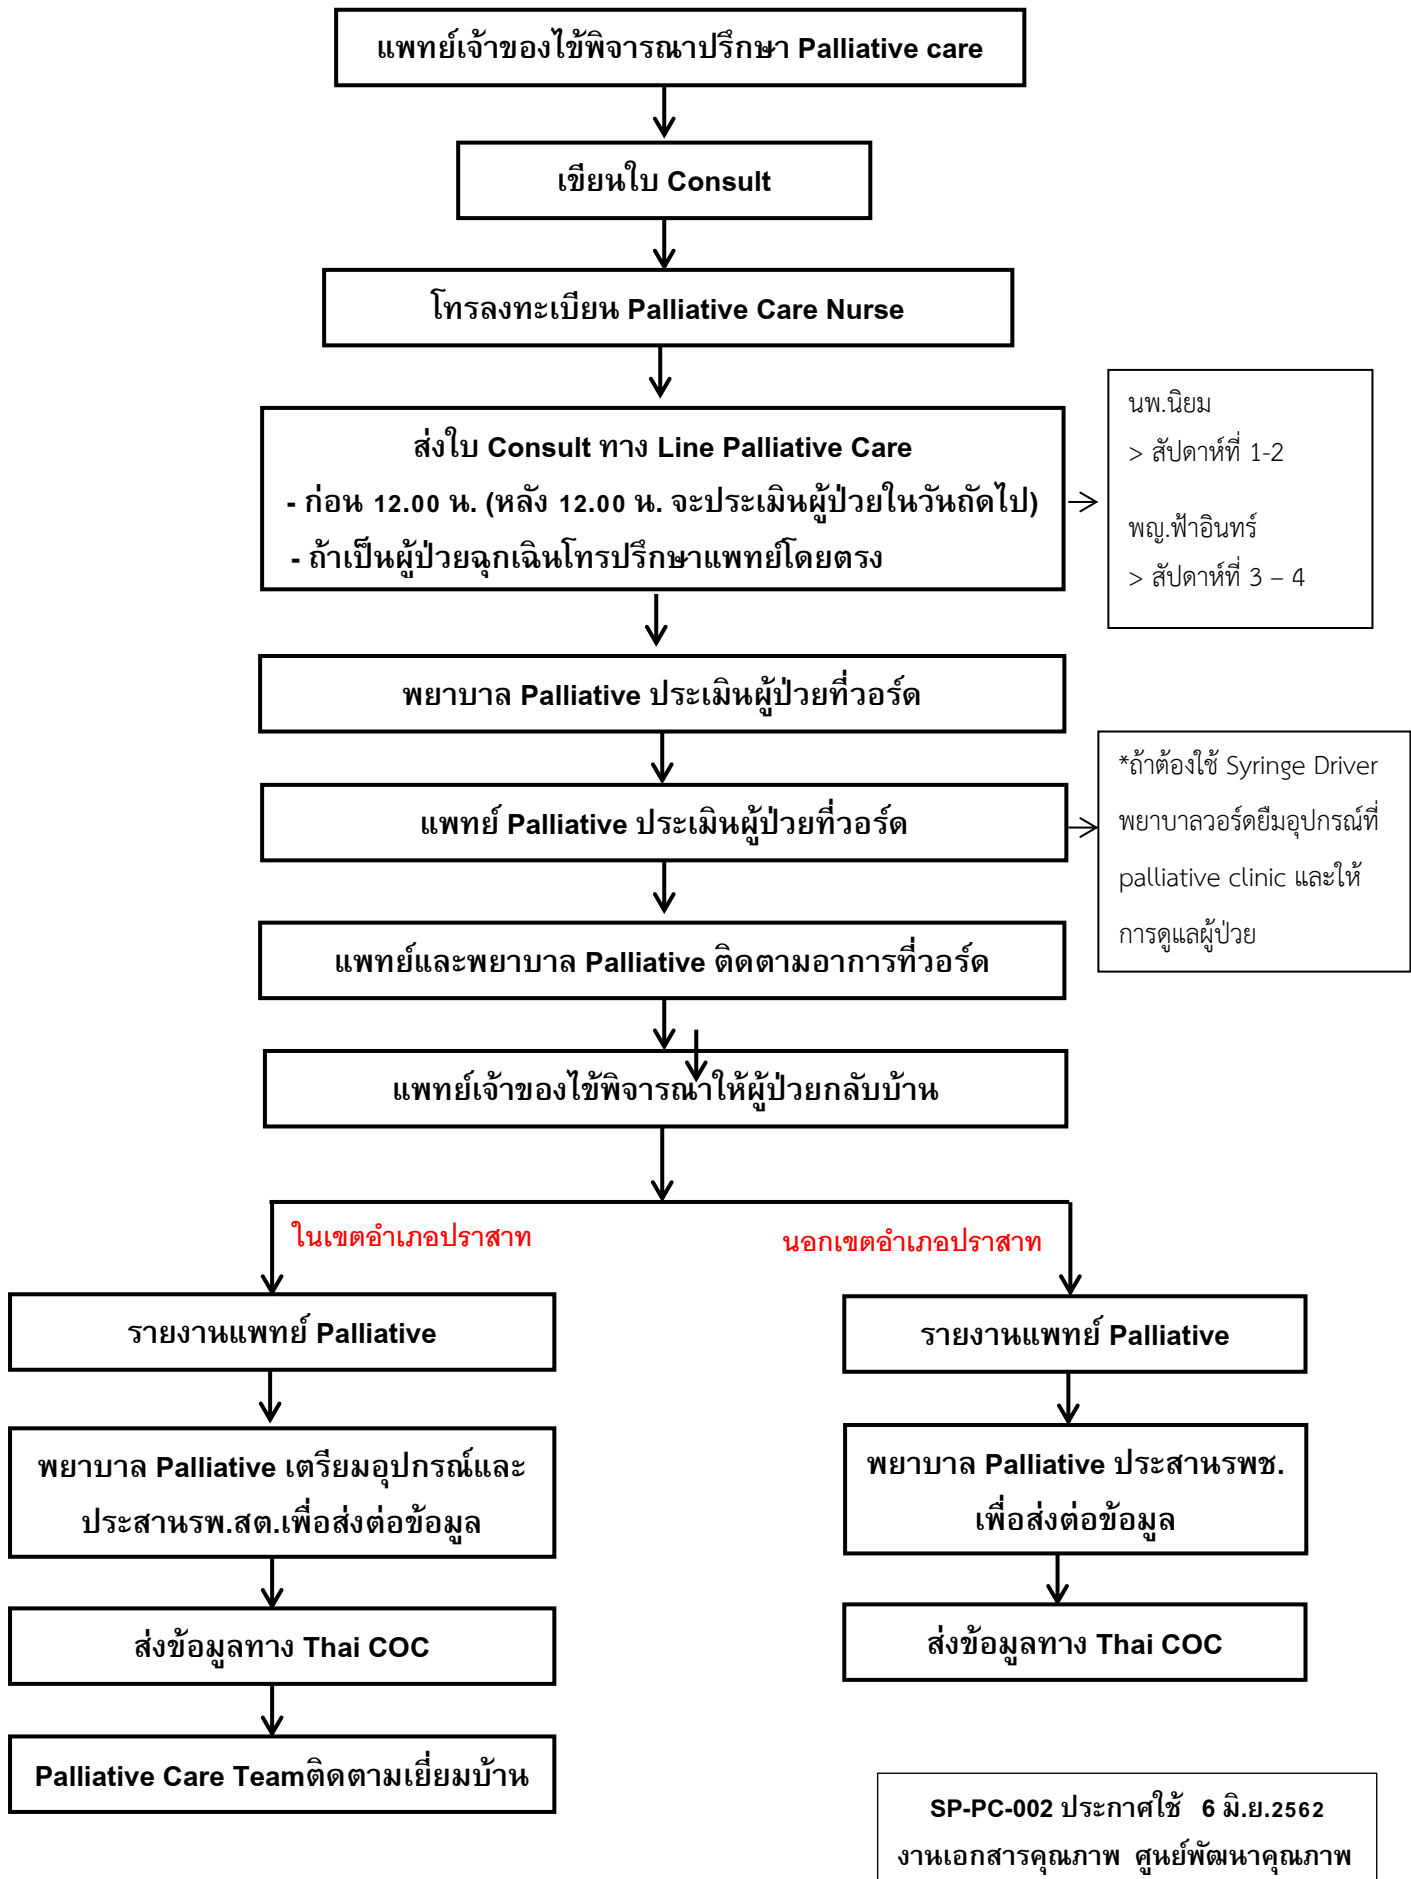 แพทย์เจ้าของไข้พิจารณาปรึกษา Palliative care
เขียนใบ Consult
โทรลงทะเบียน Palliative Care Nurse
ส่งใบ Consult ทาง Line Palliative Care
- ก่อน 12.00 น. (หลัง 12.00 น. จะประเมินผู้ป่วยในวันถัดไป)
- ถ้าเป็นผู้ป่วยฉุกเฉินโทรปรึกษาแพทย์โดยตรง
นพ.นิยม
> สัปดาห์ที่ 1-2
พญ.ฟ้าอินทร์
> สัปดาห์ที่ 3 – 4
พยาบาล Palliative ประเมินผู้ป่วยที่วอร์ด
แพทย์ Palliative ประเมินผู้ป่วยที่วอร์ด
*ถ้าต้องใช้ Syringe Driver
พยาบาลวอร์ดยืมอุปกรณ์ที่
palliative clinic และให้
การดูแลผู้ป่วย
แพทย์และพยาบาล Palliative ติดตามอาการที่วอร์ด
แพทย์เจ้าของไข้พิจารณาให้ผู้ป่วยกลับบ้าน
ในเขตอำเภอปราสาท
นอกเขตอำเภอปราสาท
รายงานแพทย์ Palliative
รายงานแพทย์ Palliative
พยาบาล Palliative เตรียมอุปกรณ์และ
ประสานรพ.สต.เพื่อส่งต่อข้อมูล
พยาบาล Palliative ประสานรพช.
เพื่อส่งต่อข้อมูล
ส่งข้อมูลทาง Thai COC
ส่งข้อมูลทาง Thai COC
Palliative Care Teamติดตามเยี่ยมบ้าน
SP-PC-002 ประกาศใช้ 6 มิ.ย.2562
งานเอกสารคุณภาพ ศูนย์พัฒนาคุณภาพ